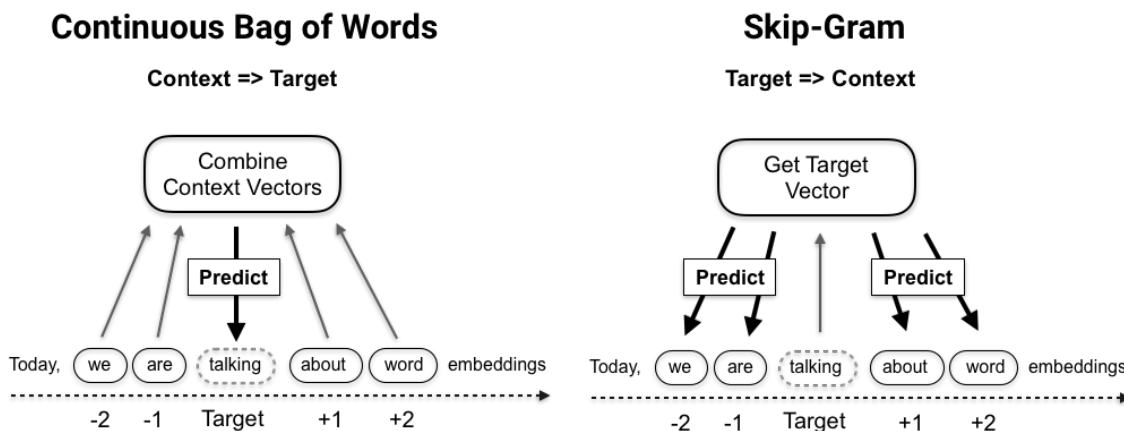 Continuous Bag of Words
Context => Target
Combine
Context Vectors
Predict
Today, we are talking about word embeddings
-2 -1 Target +1 +2
Skip-Gram
Target => Context
Get Target
Vector
Predict Predict
Today, we are talking about word embeddings
-2 -1 Target +1 +2